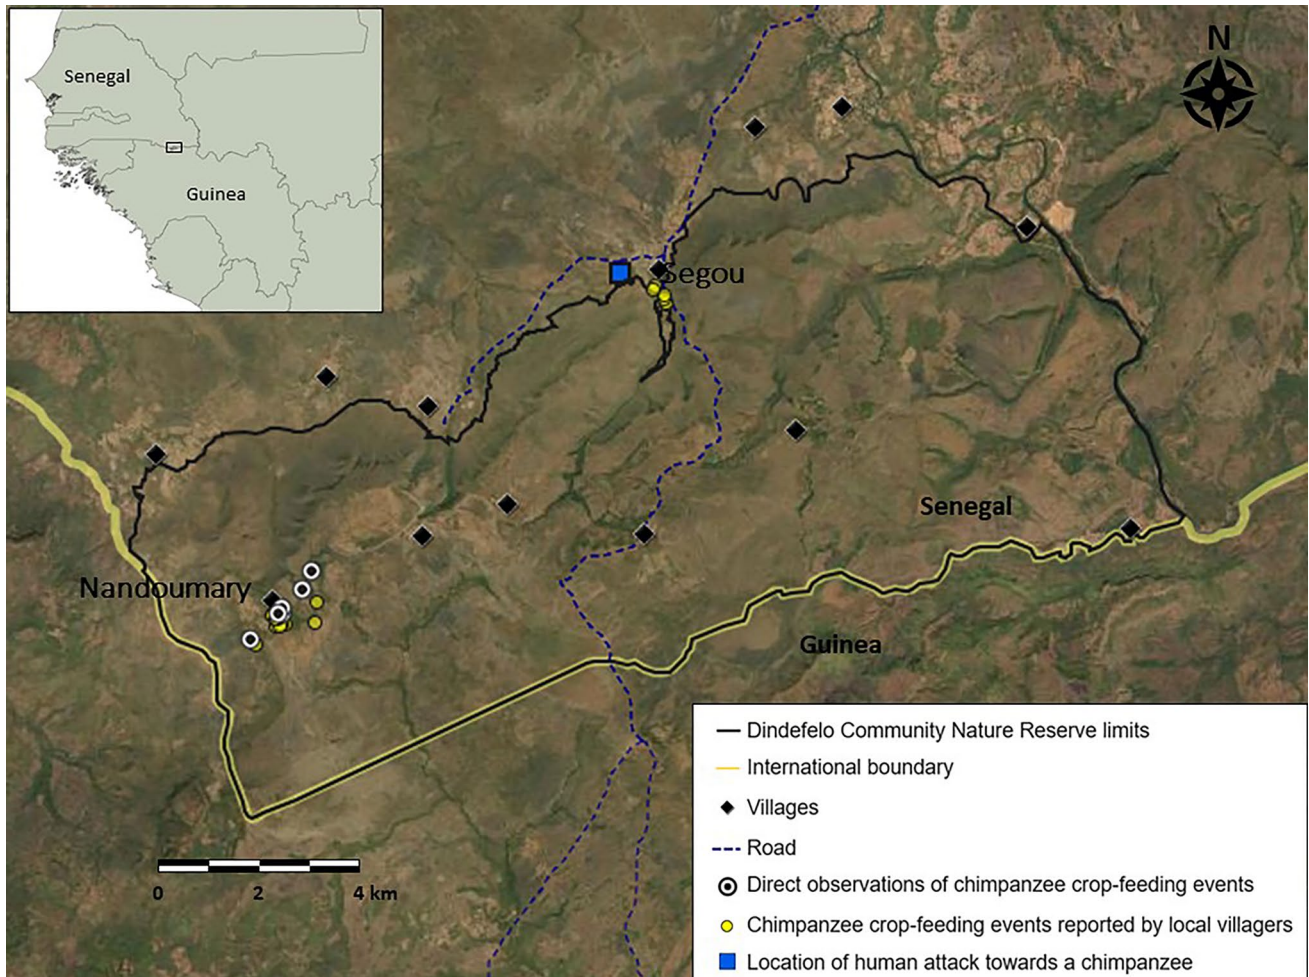 N
Senegal
Guinea
Segou
Senegal
Nandoumary
Guinea
0 2 4 km
Dindefelo Community Nature Reserve limits
International boundary
Villages
Road
Direct observations of chimpanzee crop-feeding events
Chimpanzee crop-feeding events reported by local villagers
Location of human attack towards a chimpanzee